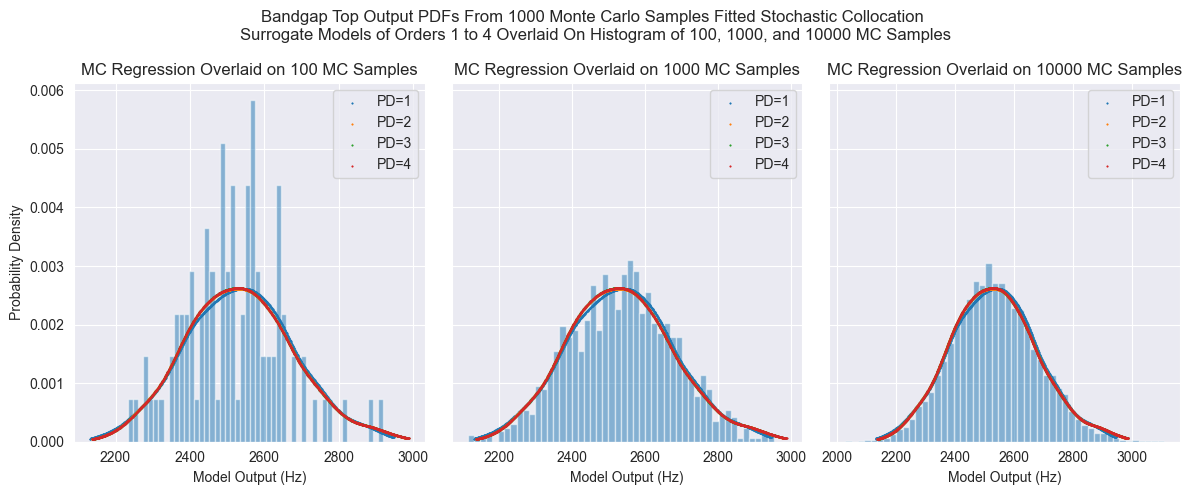 Bandgap Top Output PDFs From 1000 Monte Carlo Samples Fitted Stochastic Collocation
Surrogate Models of Orders 1 to 4 Overlaid On Histogram of 100, 1000, and 10000 MC Samples
MC Regression Overlaid on 100 MC Samples
0.006
0.005
0.004
0.003
0.002
0.001
0.000
Probability Density
PD=1
PD=2
PD=3
PD=4
2200 2400 2600 2800 3000
Model Output (Hz)
MC Regression Overlaid on 1000 MC Samples
PD=1
PD=2
PD=3
PD=4
2200 2400 2600 2800 3000
Model Output (Hz)
MC Regression Overlaid on 10000 MC Samples
PD=1
PD=2
PD=3
PD=4
2000 2200 2400 2600 2800 3000
Model Output (Hz)